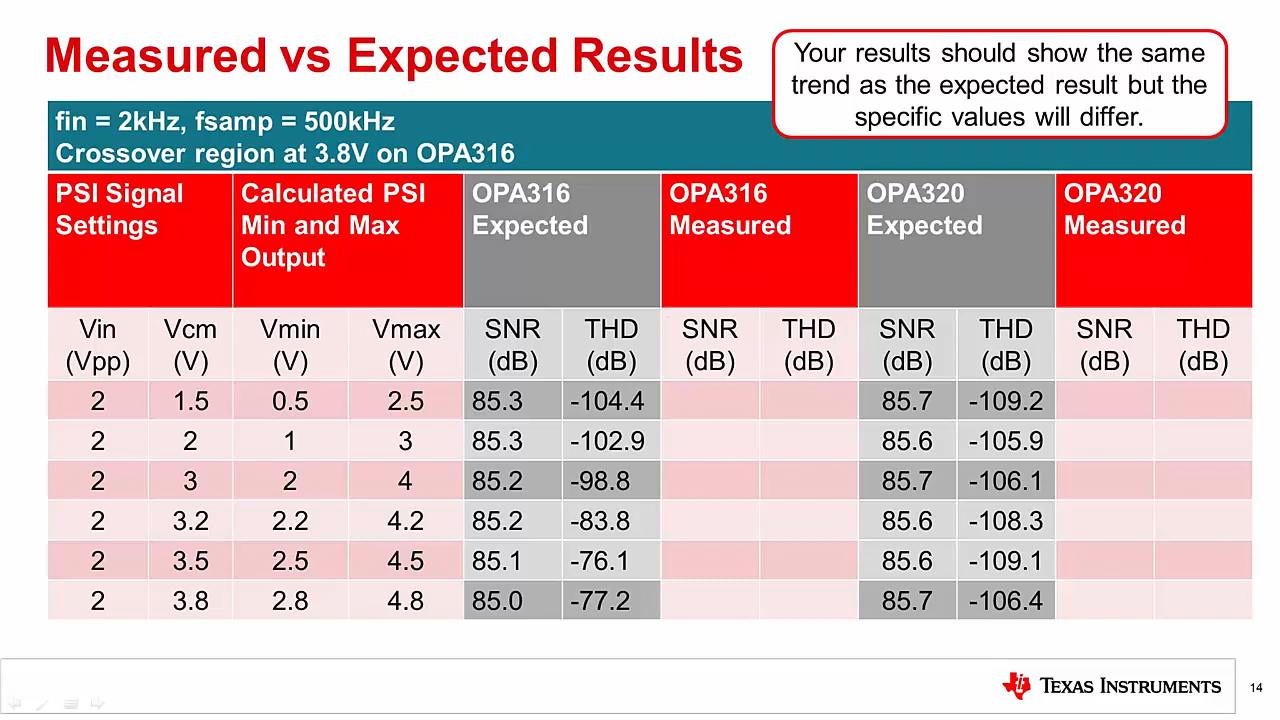 Measured vs Expected Results
Your results should show the same
trend as the expected result but the
specific values will differ.
fin = 2kHz, fsamp = 500kHz
Crossover region at 3.8V on OPA316
PSI Signal
Settings
Calculated PSI
Min and Max
Output
OPA316
Expected
OPA316
Measured
OPA320
Expected
OPA320
Measured
Vin
(Vpp)
Vcm
(V)
Vmin
(V)
Vmax
(V)
SNR
(dB)
THD
(dB)
SNR
(dB)
THD
(dB)
SNR
(dB)
THD
(dB)
SNR
(dB)
THD
(dB)
2 1.5 0.5 2.5 85.3 -104.4 85.7 -109.2
2 2 1 3 85.3 -102.9 85.6 -105.9
2 3 2 4 85.2 -98.8 85.7 -106.1
2 3.2 2.2 4.2 85.2 -83.8 85.6 -108.3
2 3.5 2.5 4.5 85.1 -76.1 85.6 -109.1
2 3.8 2.8 4.8 85.0 -77.2 85.7 -106.4
TEXAS INSTRUMENTS
14